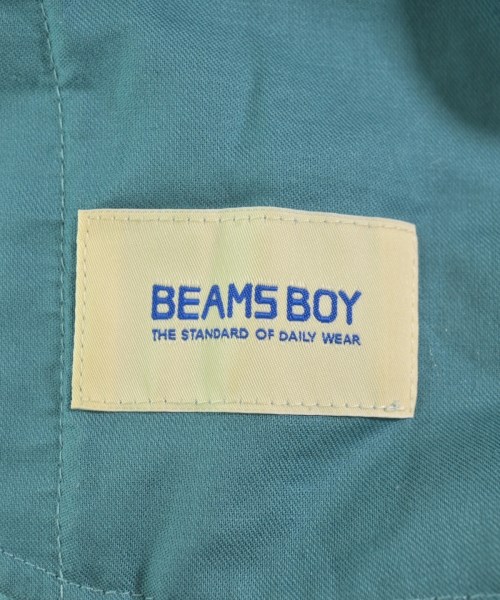 BEAMS BOY
THE STANDARD OF DAILY WEAR